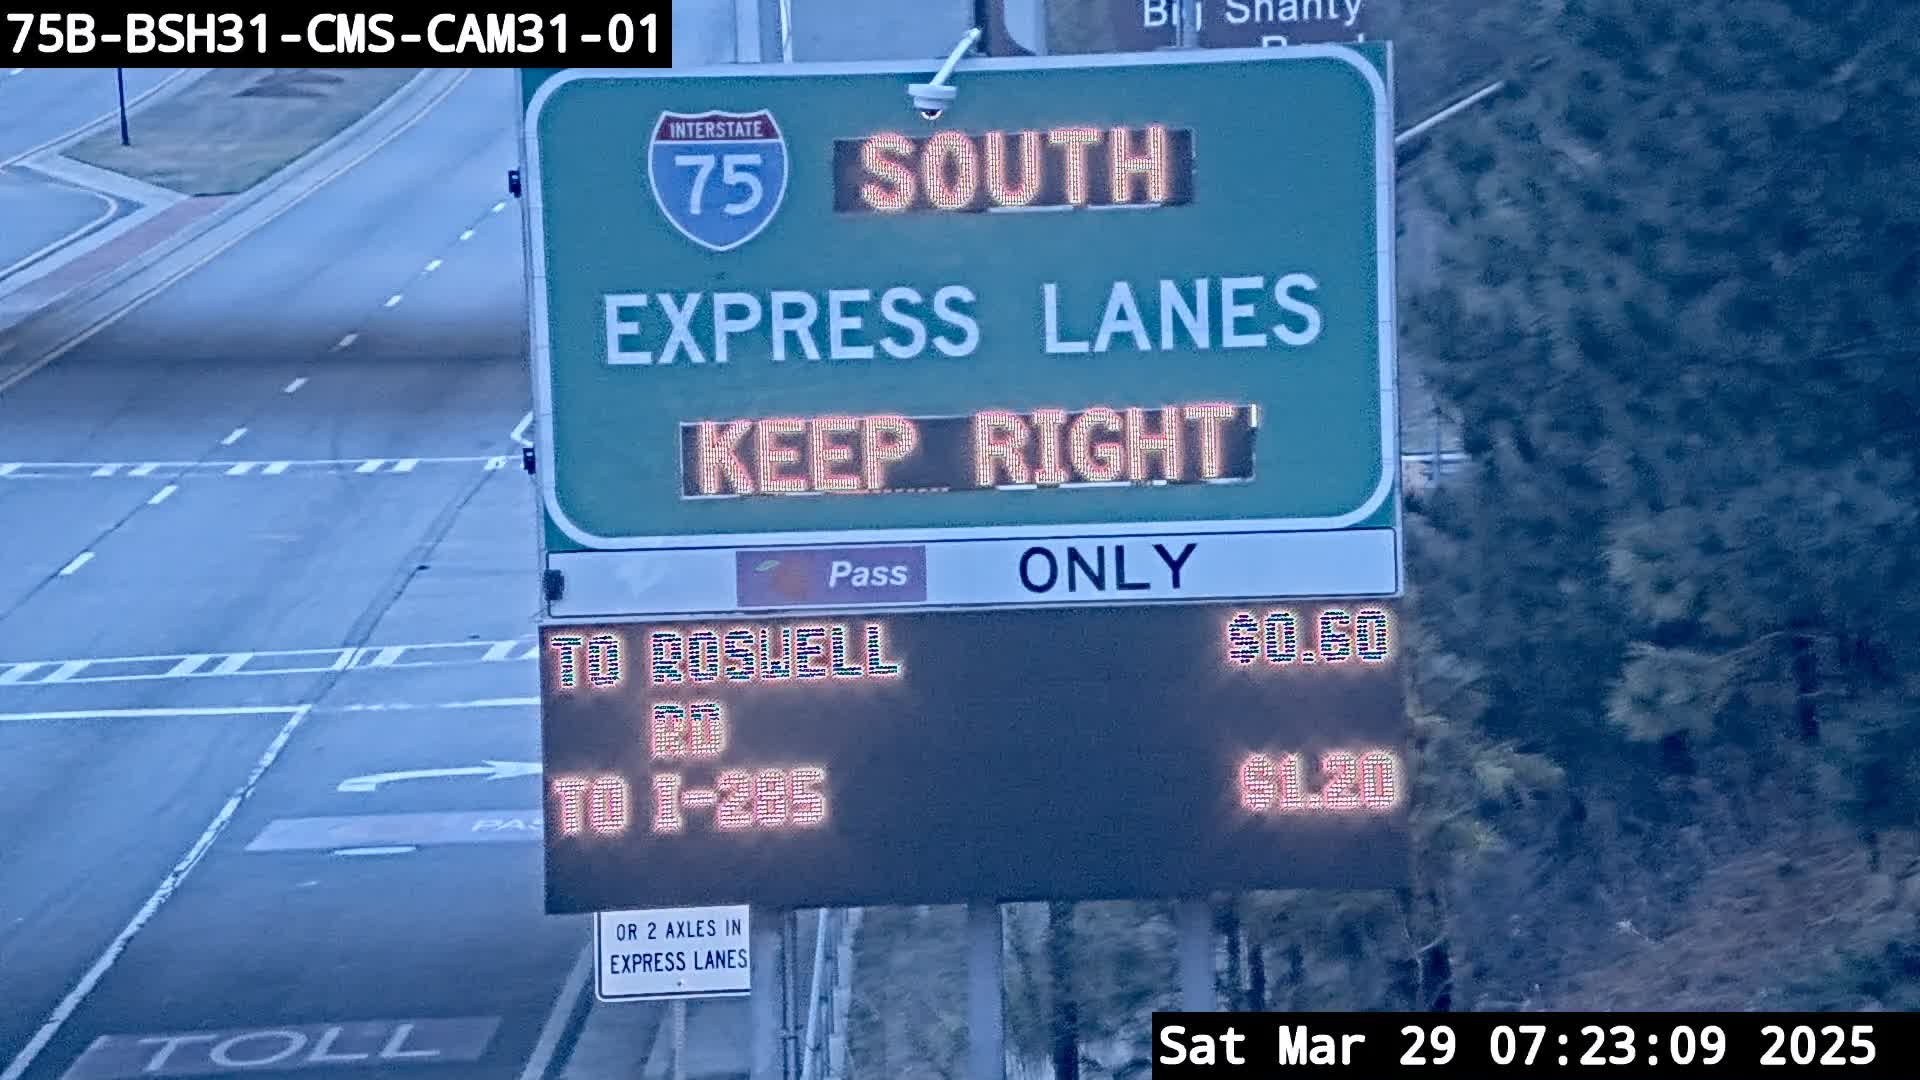 75B-BSH31-CMS-CAM31-01
Big Shanty
INTERSTATE
75
SOUTH
EXPRESS LANES
KEEP RIGHT
Pass ONLY
TO ROSWELL $0.60
RD
TO I-285 $1.20
OR 2 AXLES IN
EXPRESS LANES
TOLL
Sat Mar 29 07:23:09 2025